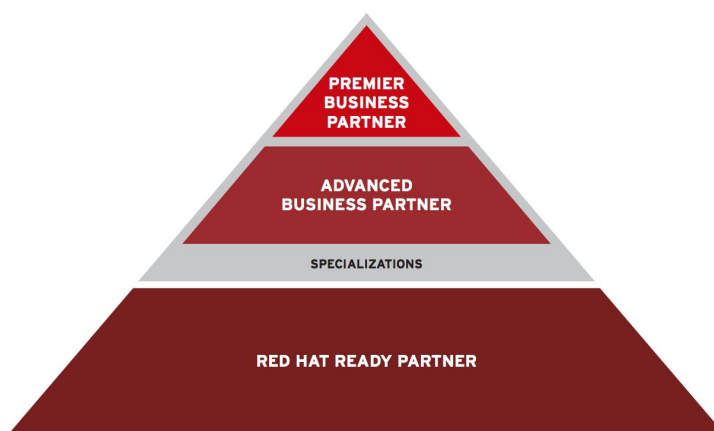 PREMIER
BUSINESS
PARTNER
ADVANCED
BUSINESS PARTNER
SPECIALIZATIONS
RED HAT READY PARTNER